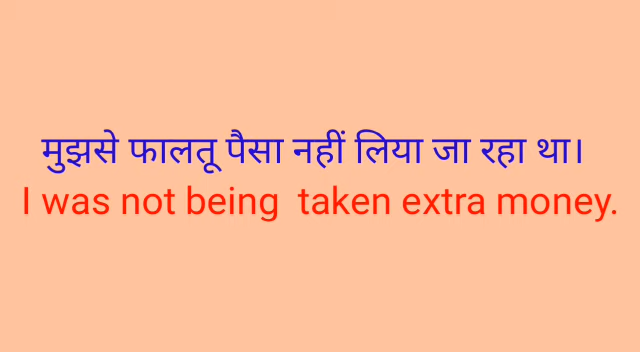 मुझसे फालतू पैसा नहीं लिया जा रहा था।
I was not being  taken extra money.